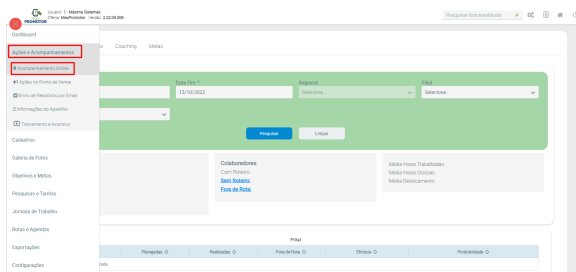 Usuário: 1 - Máxima Sistemas
Cliente: MaxPromotor Versão: 2.22.09.006
PROMOTOR
Pesquisar funcionalidade
Dashboard
Ações e Acompanhamentos
Acompanhamento Online
Ações no Ponto de Venda
Envio de Relatórios por Email
Informações do Aparelho
Treinamento e Incentivo
Cadastros
Galeria de Fotos
Objetivos e Metas
Pesquisas e Tarefas
Jornada de Trabalho
Rotas e Agendas
Exportações
Configurações
Coaching Metas
Data Fim: *
13/10/2022
Regional
Selecione
Filial
Selecione...
Pesquisar
Limpar
Colaboradores:
Com Roteiro:
Sem Roteiro:
Fora de Rota:
Média Horas Trabalhadas:
Média Horas Ociosas:
Média Deslocamento:
Filial
Planejadas
Realizadas
Fora de Rota
Eficácia
Produtividade